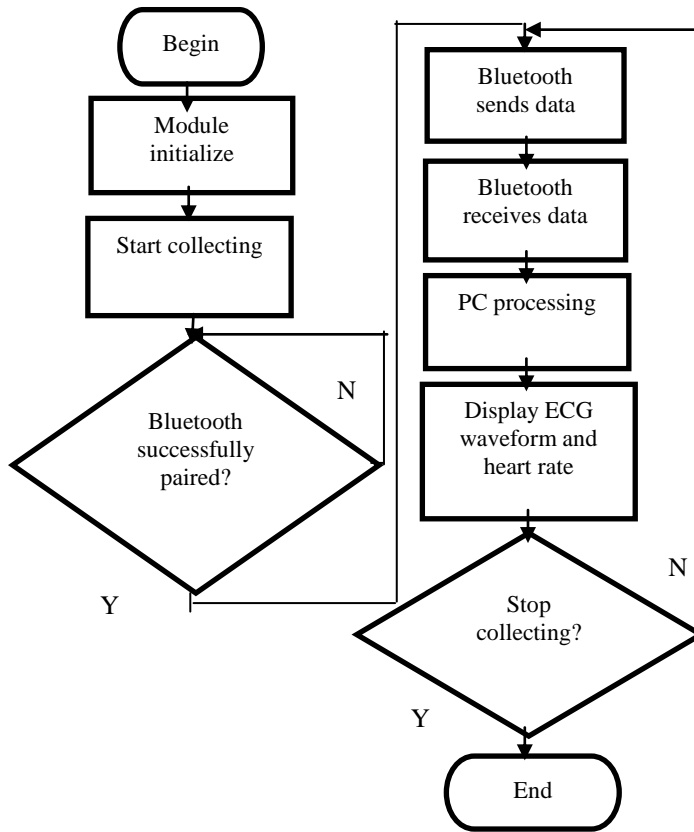 Begin
Module
initialize
Start collecting
Bluetooth
successfully
paired?
N
Y
Bluetooth
sends data
Bluetooth
receives data
PC processing
Display ECG
waveform and
heart rate
Stop
collecting?
N
Y
End